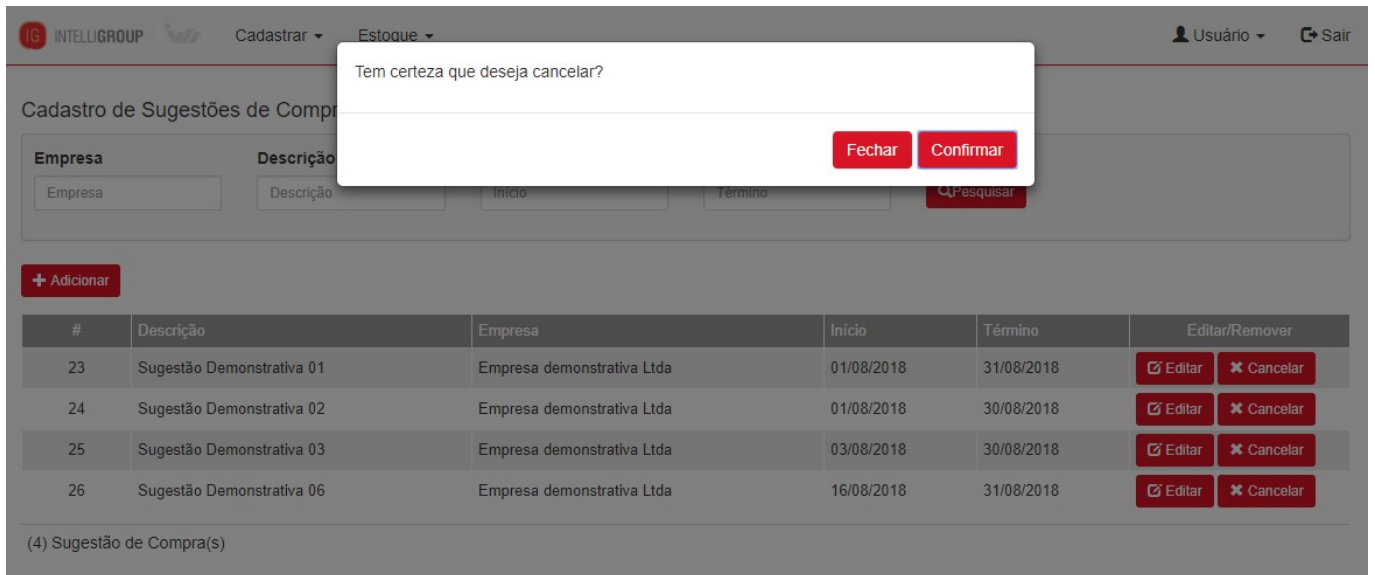 IG INTELLIGROUP Cadastrar Estoque Usuário Sair
Tem certeza que deseja cancelar?
Fechar Confirmar
Cadastro de Sugestões de Compr
Empresa Descrição
Empresa Descrição Início Término Pesquisar
Adicionar
# Descrição Empresa Início Término Editar/Remover
23 Sugestão Demonstrativa 01 Empresa demonstrativa Ltda 01/08/2018 31/08/2018 Editar Cancelar
24 Sugestão Demonstrativa 02 Empresa demonstrativa Ltda 01/08/2018 30/08/2018 Editar Cancelar
25 Sugestão Demonstrativa 03 Empresa demonstrativa Ltda 03/08/2018 30/08/2018 Editar Cancelar
26 Sugestão Demonstrativa 06 Empresa demonstrativa Ltda 16/08/2018 31/08/2018 Editar Cancelar
(4) Sugestão de Compra(s)